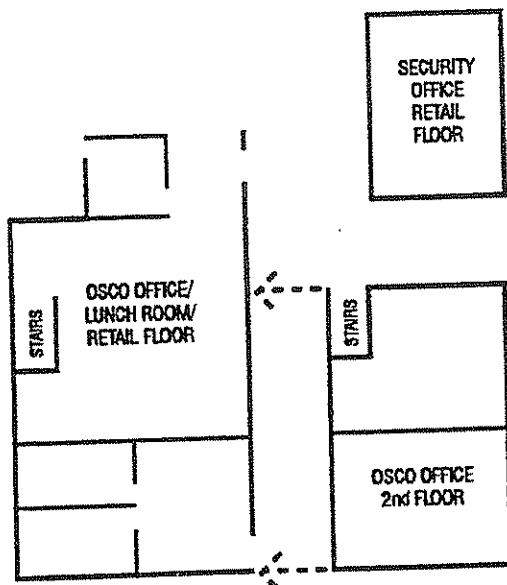 SECURITY
OFFICE
RETAIL
FLOOR
OSCO OFFICE/
LUNCH ROOM/
RETAIL FLOOR
STAIRS
STAIRS
OSCO OFFICE
2nd FLOOR